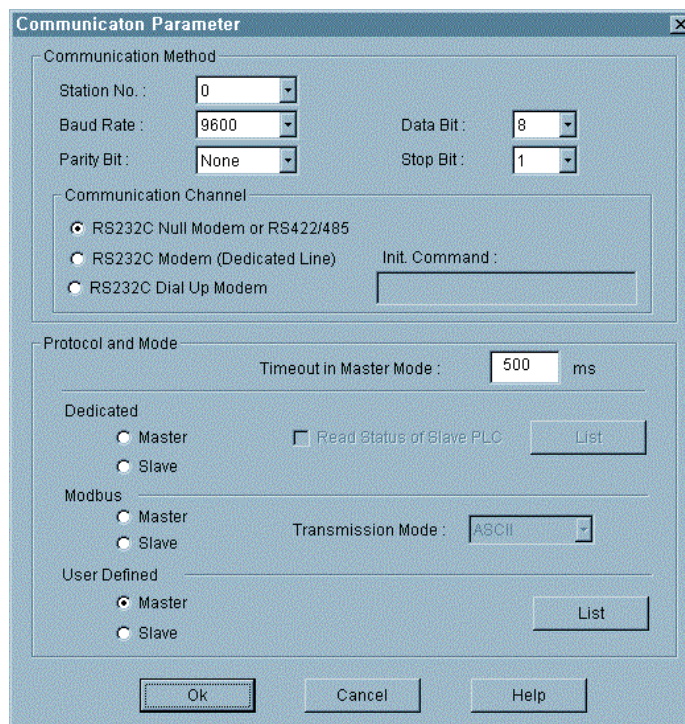 Communicaton Parameter
Communication Method
Station No. : 0
Baud Rate : 9600 Data Bit : 8
Parity Bit : None Stop Bit : 1
Communication Channel
RS232C Null Modem or RS422/485
RS232C Modem (Dedicated Line) Init. Command :
RS232C Dial Up Modem
Protocol and Mode
Timeout in Master Mode : 500 ms
Dedicated
Master Read Status of Slave PLC List
Slave
Modbus
Master
Transmission Mode : ASCII
Slave
User Defined
Master
List
Slave
Ok Cancel Help